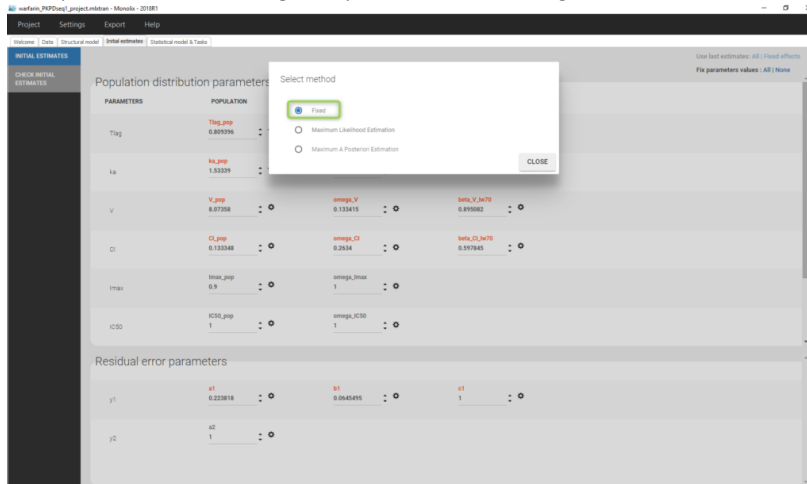 warfarin_PKPDseq1_project.mlxtran - Monolix - 2018R1
Project Settings Export Help
Welcome Data Structural model Initial estimates Statistical model & Tasks
INITIAL ESTIMATES
CHECK INITIAL
ESTIMATES
Use last estimates: All | Fixed effects
Fix parameters values : All | None
Population distribution parameters
PARAMETERS POPULATION
Select method
Fixed
Maximum Likelihood Estimation
Maximum A Posteriori Estimation
CLOSE
Tlag_pop
Tlag 0.809396
ka_pop
ka 1.53339
V_pop omega_V beta_V_lw70
V 8.07358 0.133415 0.895082
Cl_pop omega_Cl beta_Cl_lw70
Cl 0.133348 0.2634 0.597845
Imax_pop omega_Imax
Imax 0.9 1
IC50_pop omega_IC50
IC50 1 1
Residual error parameters
a1 b1 c1
y1 0.223818 0.0645495 1
a2
y2 1